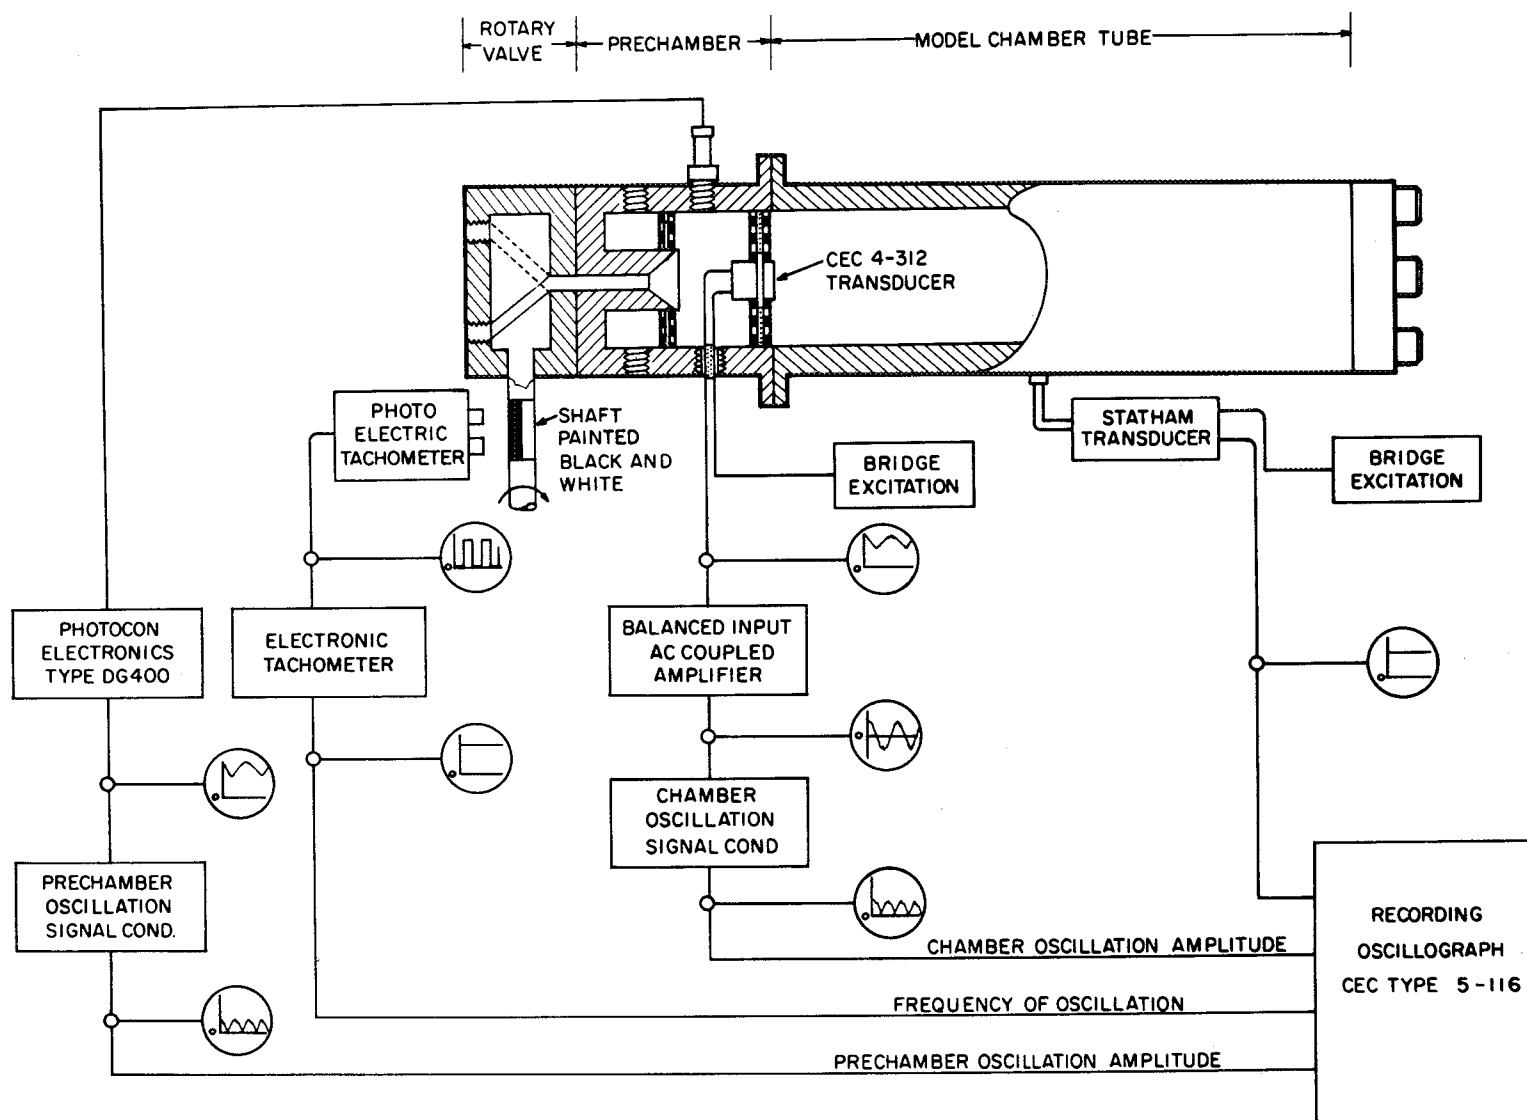 ROTARY
VALVE
PRECHAMBER
MODEL CHAMBER TUBE
CEC 4-312
TRANSDUCER
PHOTO
ELECTRIC
TACHOMETER
SHAFT
PAINTED
BLACK AND
WHITE
BRIDGE
EXCITATION
STATHAM
TRANSDUCER
BRIDGE
EXCITATION
PHOTOCON
ELECTRONICS
TYPE DG400
ELECTRONIC
TACHOMETER
BALANCED INPUT
AC COUPLED
AMPLIFIER
CHAMBER
OSCILLATION
SIGNAL COND
PRECHAMBER
OSCILLATION
SIGNAL COND.
RECORDING
OSCILLOGRAPH
CEC TYPE 5-116
CHAMBER OSCILLATION AMPLITUDE
FREQUENCY OF OSCILLATION
PRECHAMBER OSCILLATION AMPLITUDE